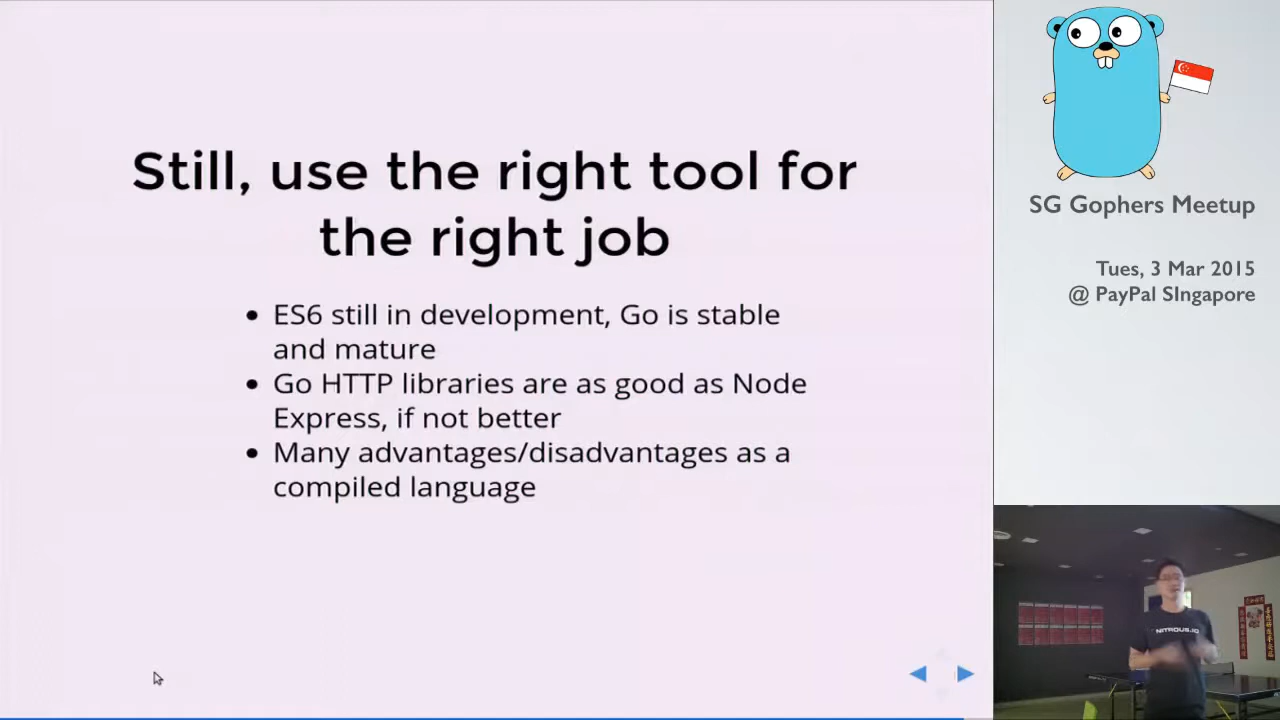 Still, use the right tool for
the right job
ES6 still in development, Go is stable
and mature
Go HTTP libraries are as good as Node
Express, if not better
Many advantages/disadvantages as a
compiled language
SG Gophers Meetup
Tues, 3 Mar 2015
@ PayPal SIngapore
NITROUS.IO